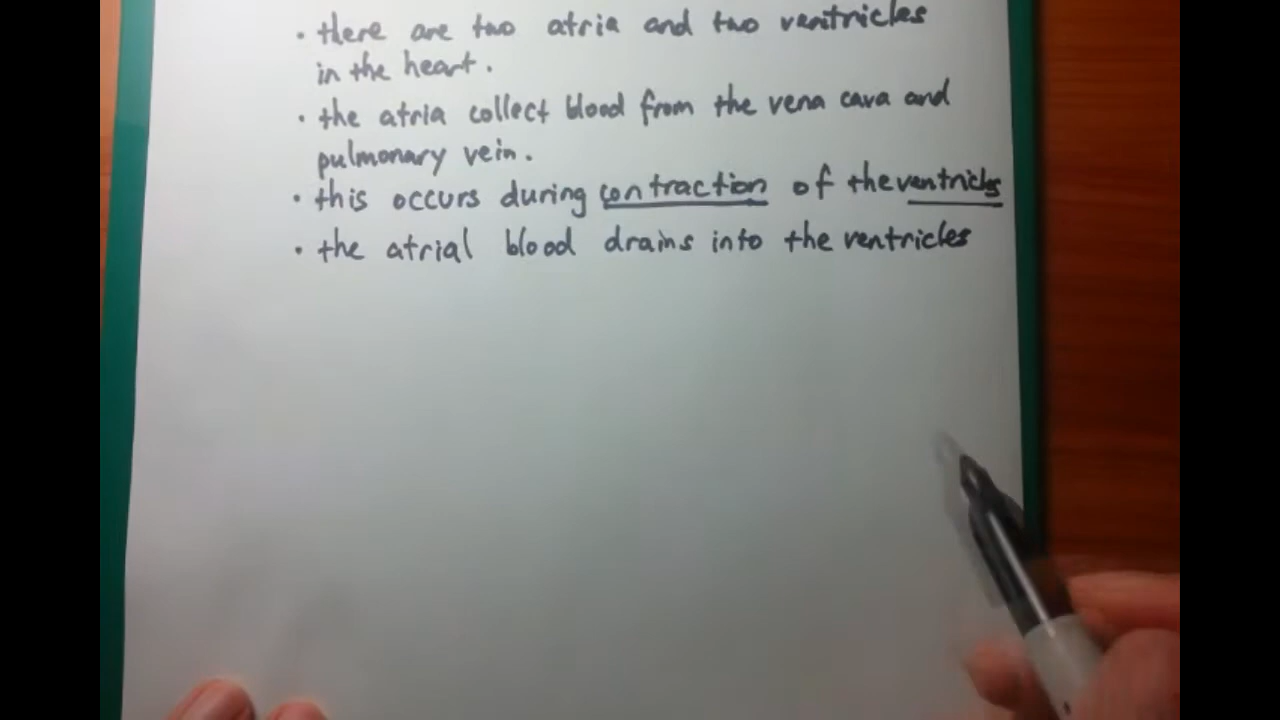 • there are two atria and two ventricles
in the heart.
• the atria collect blood from the vena cava and
pulmonary vein.
• this occurs during contraction of the ventricles
• the atrial blood drains into the ventricles